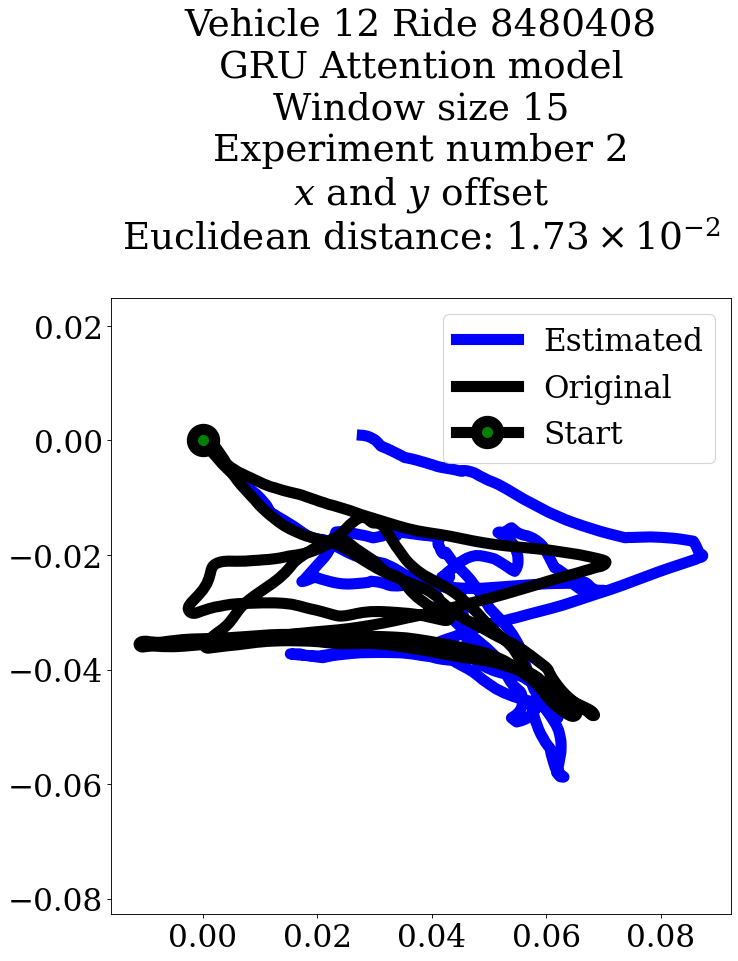 Vehicle 12 Ride 8480408
GRU Attention model
Window size 15
Experiment number 2
x and y offset
Euclidean distance: 1.73 × 10⁻²
Estimated
Original
Start
0.02
0.00
−0.02
−0.04
−0.06
−0.08
0.00 0.02 0.04 0.06 0.08